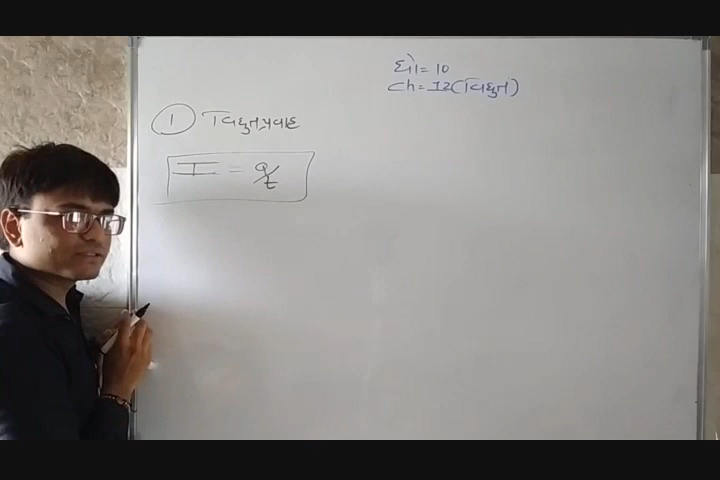 ધો = 10
ch = 12 (વિદ્યુત)
1 વિદ્યુતપ્રવાહ
I = Q/t